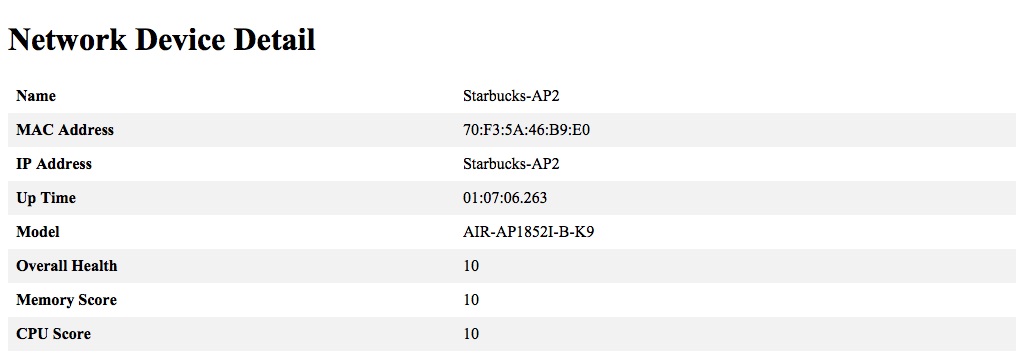 Network Device Detail
Name Starbucks-AP2
MAC Address 70:F3:5A:46:B9:E0
IP Address Starbucks-AP2
Up Time 01:07:06.263
Model AIR-AP1852I-B-K9
Overall Health 10
Memory Score 10
CPU Score 10